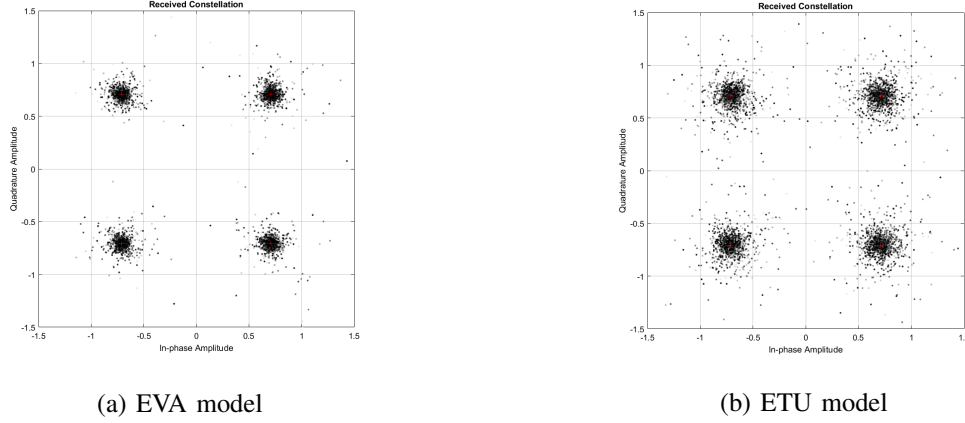 Received Constellation
1.5
1
0.5
0
-0.5
-1
-1.5
Quadrature Amplitude
-1.5 -1 -0.5 0 0.5 1 1.5
In-phase Amplitude
(a) EVA model
Received Constellation
1.5
1
0.5
0
-0.5
-1
-1.5
Quadrature Amplitude
-1.5 -1 -0.5 0 0.5 1 1.
In-phase Amplitude
(b) ETU model